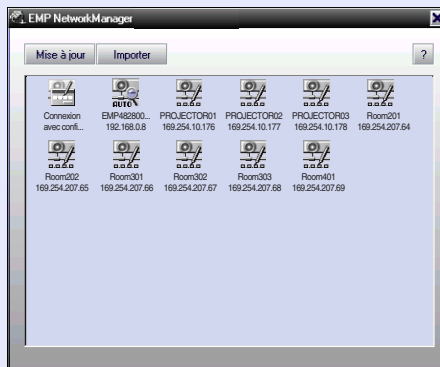 EMP NetworkManager
Mise à jour
Importer
?
Connexion
avec confi...
AUTO
EMP482800...
192.168.0.8
PROJECTOR01
169.254.10.176
PROJECTOR02
169.254.10.177
PROJECTOR03
169.254.10.178
Room201
169.254.207.64
Room202
169.254.207.65
Room301
169.254.207.66
Room302
169.254.207.67
Room303
169.254.207.68
Room401
169.254.207.69